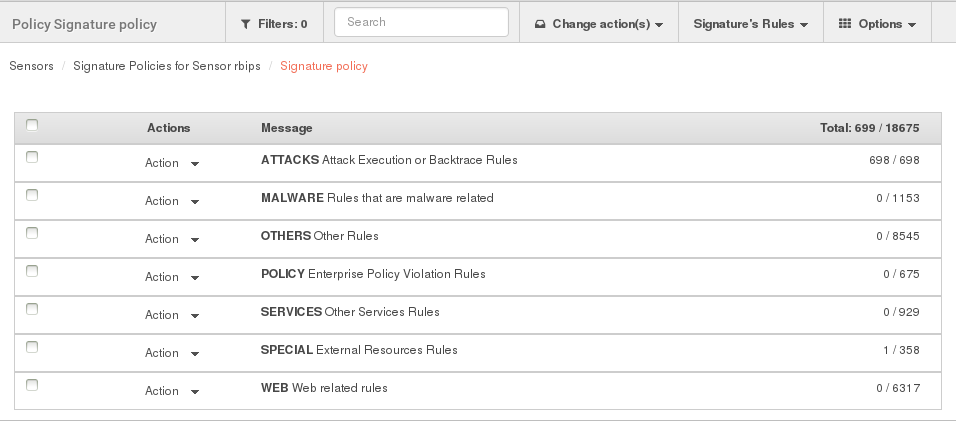 Policy Signature policy Filters: 0 Search Change action(s) Signature's Rules Options
Sensors / Signature Policies for Sensor rbips / Signature policy
Actions Message Total: 699 / 18675
Action ATTACKS Attack Execution or Backtrace Rules 698 / 698
Action MALWARE Rules that are malware related 0 / 1153
Action OTHERS Other Rules 0 / 8545
Action POLICY Enterprise Policy Violation Rules 0 / 675
Action SERVICES Other Services Rules 0 / 929
Action SPECIAL External Resources Rules 1 / 358
Action WEB Web related rules 0 / 6317